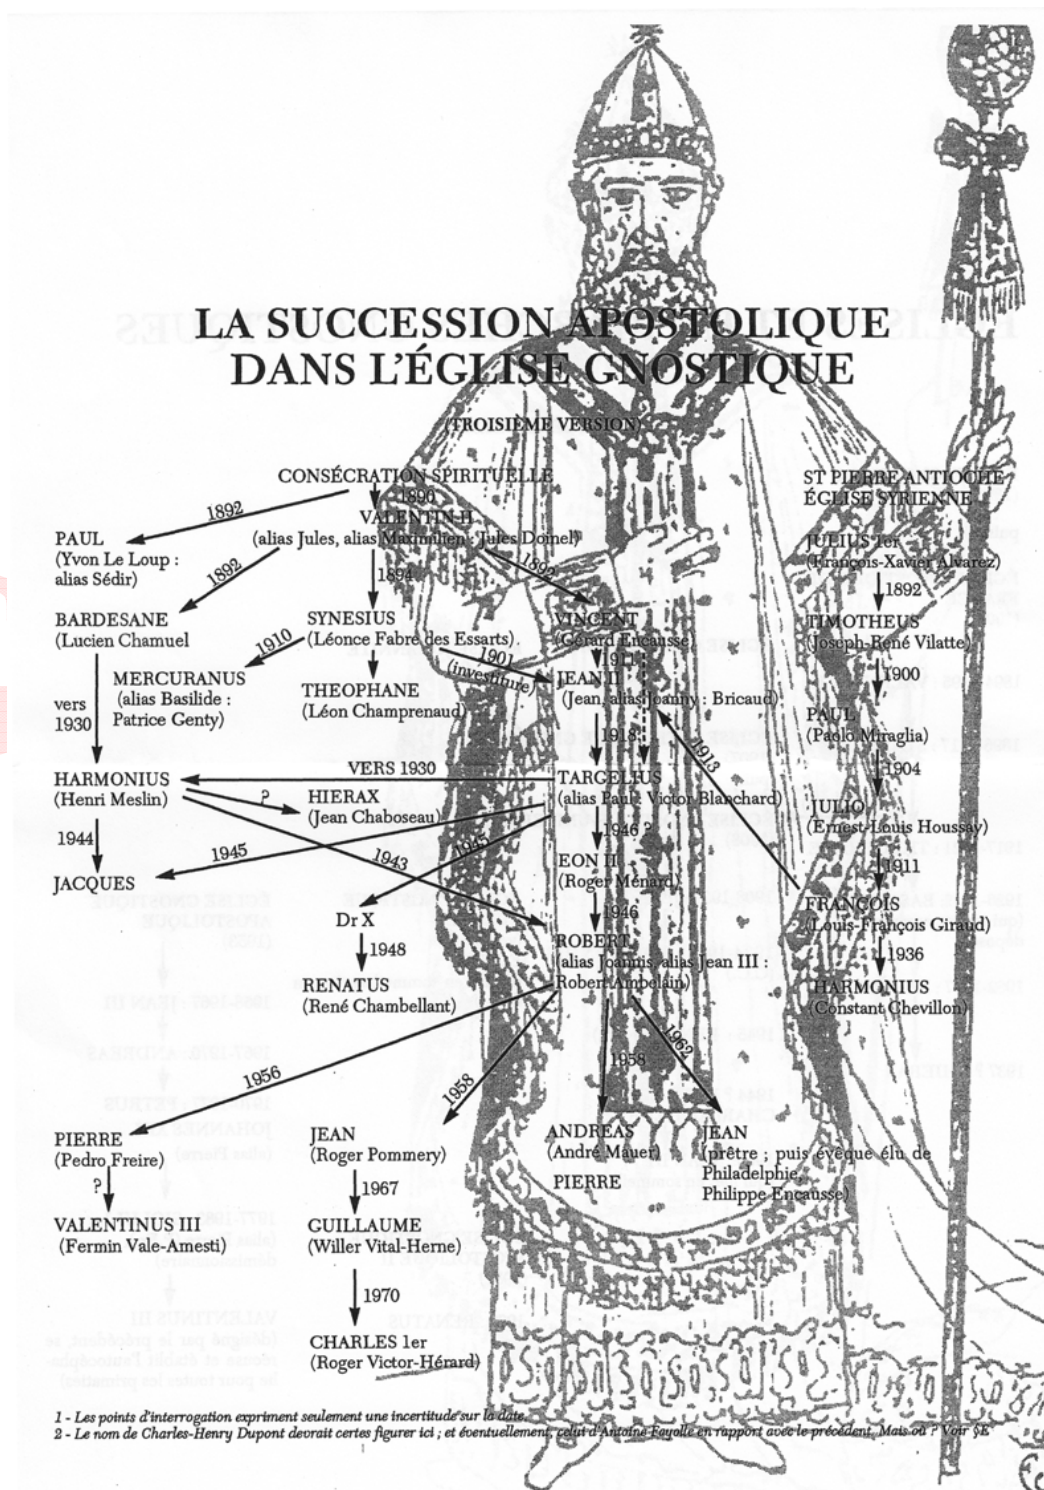 LA SUCCESSION APOSTOLIQUE
DANS L'ÉGLISE GNOSTIQUE
(TROISIÈME VERSION)
CONSÉCRATION SPIRITUELLE
1890
VALENTIN II
(alias Jules, alias Maximilien : Jules Doinel)
1892
PAUL
(Yvon Le Loup :
alias Sédir)
1892
BARDESANE
(Lucien Chamuel
1894
SYNESIUS
(Léonce Fabre des Essarts)
1892
VINCENT
(Gérard Encausse)
1910
MERCURANUS
(alias Basilide :
Patrice Genty)
THEOPHANE
(Léon Champrenaud)
1901
(investiture)
1911
JEAN II
(Jean, alias Joanny : Bricaud)
vers
1930
1918
1913
HARMONIUS
(Henri Meslin)
VERS 1930
TARGELIUS
(alias Paul : Victor Blanchard)
?
HIERAX
(Jean Chaboseau)
1944
1945
1943
1945
1946 ?
JACQUES
EON II
(Roger Ménard)
Dr X
1946
1948
ROBERT
(alias Joannis, alias Jean III :
Robert Ambelain)
RENATUS
(René Chambellant)
ST PIERRE ANTIOCHE
ÉGLISE SYRIENNE
JULIUS 1er
(François-Xavier Alvarez)
1892
TIMOTHEUS
(Joseph-René Vilatte)
1900
PAUL
(Paolo Miraglia)
1904
JULIO
(Ernest-Louis Houssay)
1911
FRANÇOIS
(Louis-François Giraud)
1936
HARMONIUS
(Constant Chevillon)
1956
1958
1958
1962
PIERRE
(Pedro Freire)
?
VALENTINUS III
(Fermin Vale-Amesti)
JEAN
(Roger Pommery)
1967
GUILLAUME
(Willer Vital-Herne)
1970
CHARLES 1er
(Roger Victor-Hérard)
ANDREAS
(André Mauer)
PIERRE
JEAN
(prêtre ; puis évêque élu de
Philadelphie,
Philippe Encausse)
1 - Les points d'interrogation expriment seulement une incertitude sur la date.
2 - Le nom de Charles-Henry Dupont devrait certes figurer ici ; et éventuellement, celui d'Antoine Fayolle en rapport avec le précédent. Mais où ? Voir §E